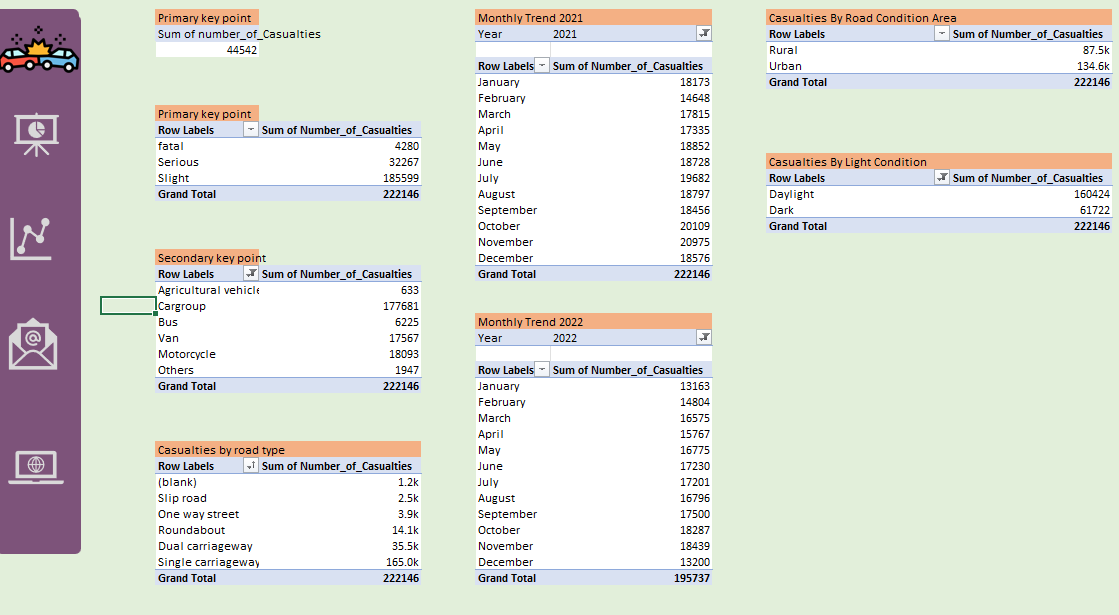 Primary key point
Sum of number_of_Casualties
44542
Primary key point
Row Labels Sum of Number_of_Casualties
fatal 4280
Serious 32267
Slight 185599
Grand Total 222146
Secondary key point
Row Labels Sum of Number_of_Casualties
Agricultural vehicle 633
Cargroup 177681
Bus 6225
Van 17567
Motorcycle 18093
Others 1947
Grand Total 222146
Casualties by road type
Row Labels Sum of Number_of_Casualties
(blank) 1.2k
Slip road 2.5k
One way street 3.9k
Roundabout 14.1k
Dual carriageway 35.5k
Single carriageway 165.0k
Grand Total 222146
Monthly Trend 2021
Year 2021
Row Labels Sum of Number_of_Casualties
January 18173
February 14648
March 17815
April 17335
May 18852
June 18728
July 19682
August 18797
September 18456
October 20109
November 20975
December 18576
Grand Total 222146
Monthly Trend 2022
Year 2022
Row Labels Sum of Number_of_Casualties
January 13163
February 14804
March 16575
April 15767
May 16775
June 17230
July 17201
August 16796
September 17500
October 18287
November 18439
December 13200
Grand Total 195737
Casualties By Road Condition Area
Row Labels Sum of Number_of_Casualties
Rural 87.5k
Urban 134.6k
Grand Total 222146
Casualties By Light Condition
Row Labels Sum of Number_of_Casualties
Daylight 160424
Dark 61722
Grand Total 222146